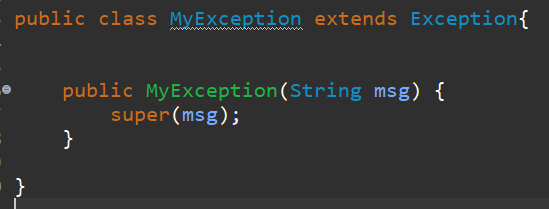 public class MyException extends Exception{
public MyException(String msg) {
super(msg);
}
}